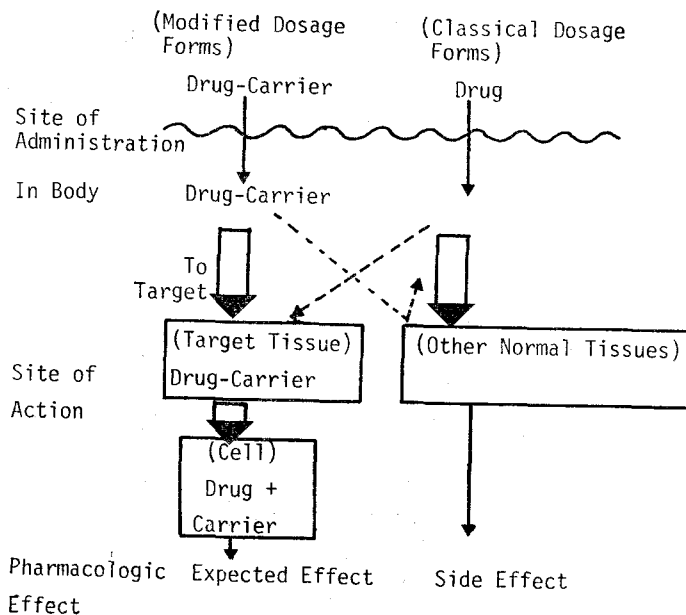 (Modified Dosage Forms)
(Classical Dosage Forms)
Drug-Carrier
Drug
Site of
Administration
In Body
Drug-Carrier
To
Target
(Target Tissue)
Drug-Carrier
(Other Normal Tissues)
Site of
Action
(Cell)
Drug +
Carrier
Pharmacologic
Effect
Expected Effect
Side Effect